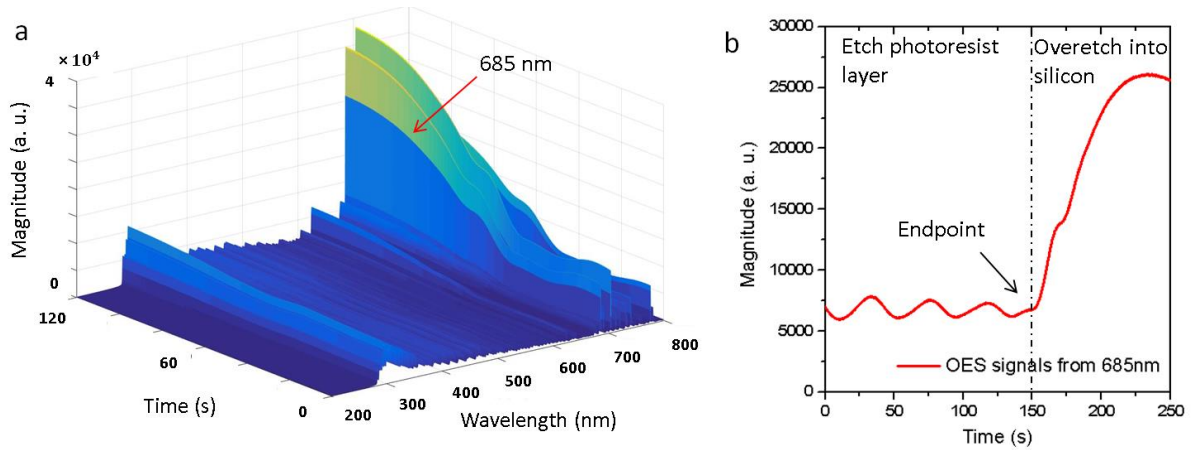 a
× 10⁴
4
0
Magnitude (a. u.)
685 nm
120
60
0
Time (s)
200
300
400
500
600
700
800
Wavelength (nm)
b
30000
25000
20000
15000
10000
5000
0
Magnitude (a. u.)
Etch photoresist
layer
Overetch into
silicon
Endpoint
OES signals from 685nm
0
50
100
150
200
250
Time (s)